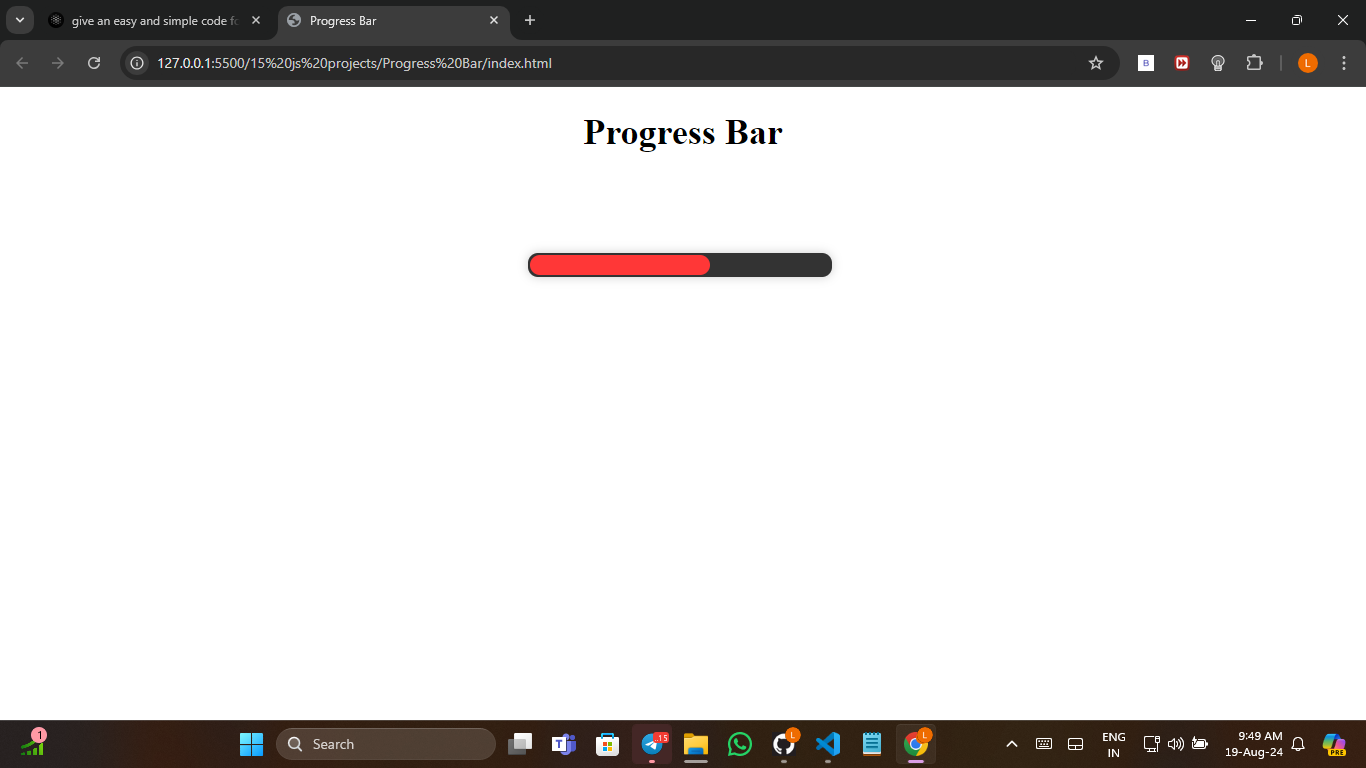 give an easy and simple code fo
Progress Bar
127.0.0.1:5500/15%20js%20projects/Progress%20Bar/index.html
B
L
Progress Bar
1
Search
T
.15
L
L
PRE
ENG
IN
9:49 AM
19-Aug-24